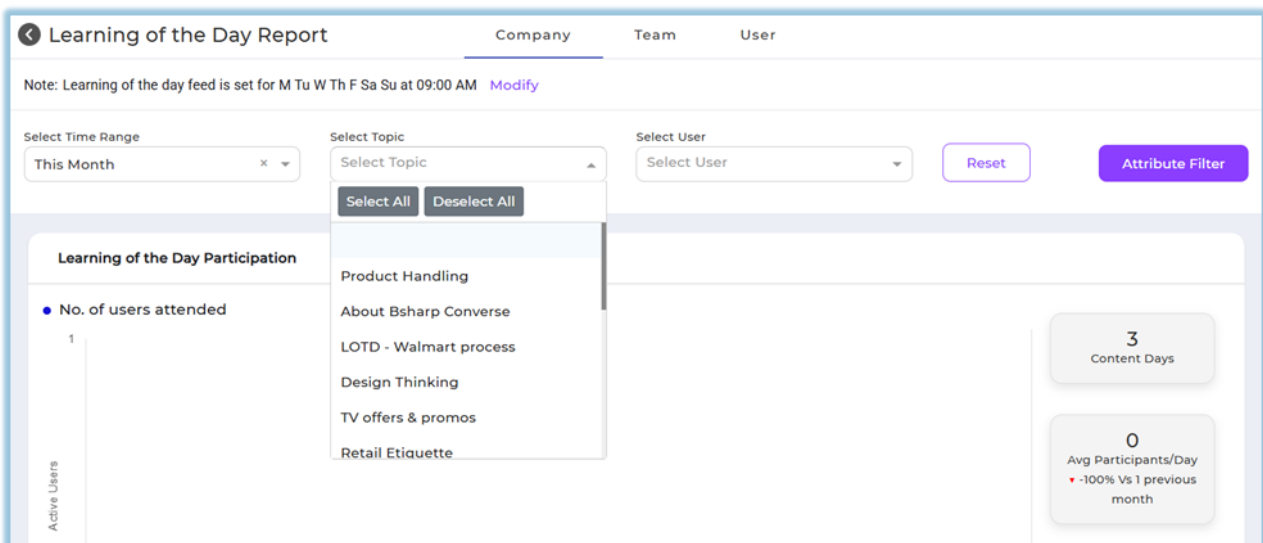 Learning of the Day Report
Company Team User
Note: Learning of the day feed is set for M Tu W Th F Sa Su at 09:00 AM Modify
Select Time Range Select Topic Select User
This Month × Select Topic Select User Reset Attribute Filter
Select All Deselect All
Learning of the Day Participation
Product Handling
No. of users attended
About Bsharp Converse
1
LOTD - Walmart process
Design Thinking
TV offers & promos
Retail Etiquette
Active Users
3
Content Days
0
Avg Participants/Day
▼ -100% Vs 1 previous
month